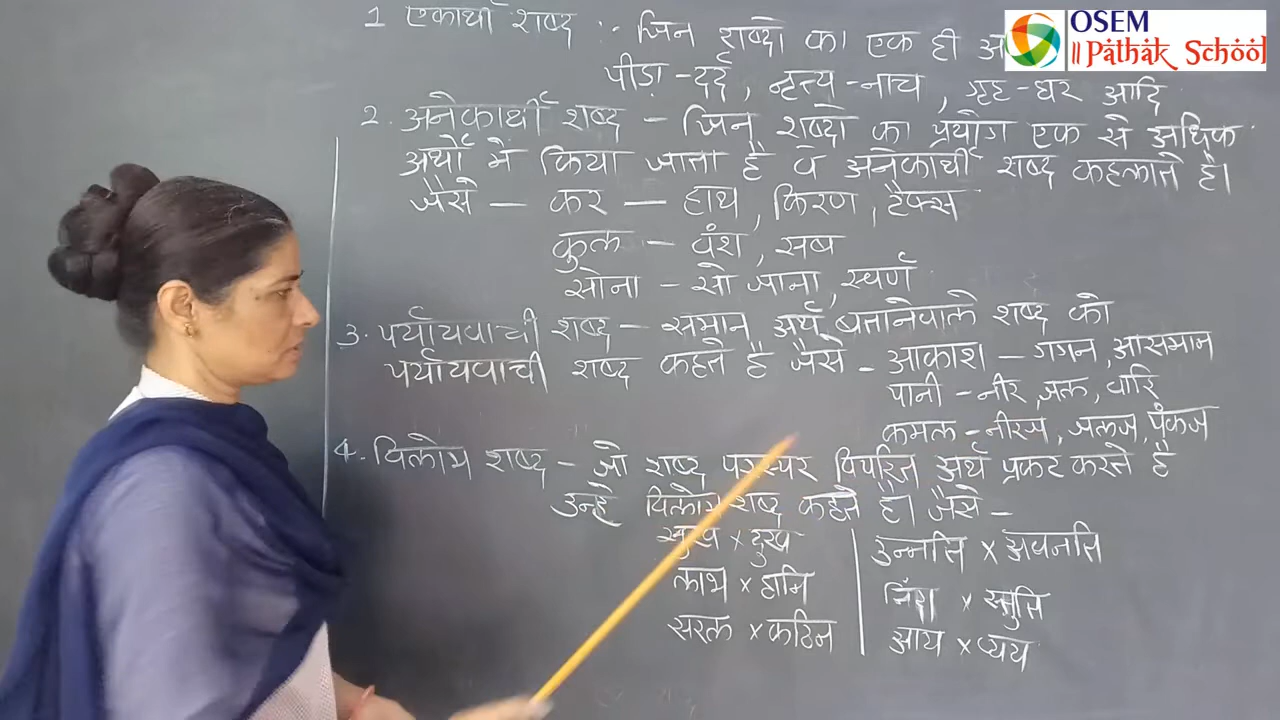 OSEM
Pathak School
1 एकार्थी शब्द :- जिन शब्दो का एक ही
पीड़ा - दर्द, नृत्य - नाच, गृह - घर आदि
2. अनेकार्थी शब्द - जिन शब्दो का प्रयोग एक से अधिक
अर्थो में किया जाता है वे अनेकार्थी शब्द कहलाते है।
जैसे - कर - हाथ, किरण, टैक्स
कुल - वंश, सब
सोना - सो जाना, स्वर्ण
3. पर्यायवाची शब्द - समान अर्थ बतानेवाले शब्द को
पर्यायवाची शब्द कहते है जैसे - आकाश - गगन, आसमान
पानी - नीर, जल, वारि
कमल - नीरज, जलज, पंकज
4. विलोम शब्द - जो शब्द परस्पर विपरित अर्थ प्रकट करते है
उन्हे विलोम शब्द कहते है। जैसे -
सुख × दुख | उन्नति × अवनति
लाभ × हानि | निंदा × स्तुति
सरल × कठिन | आय × व्यय